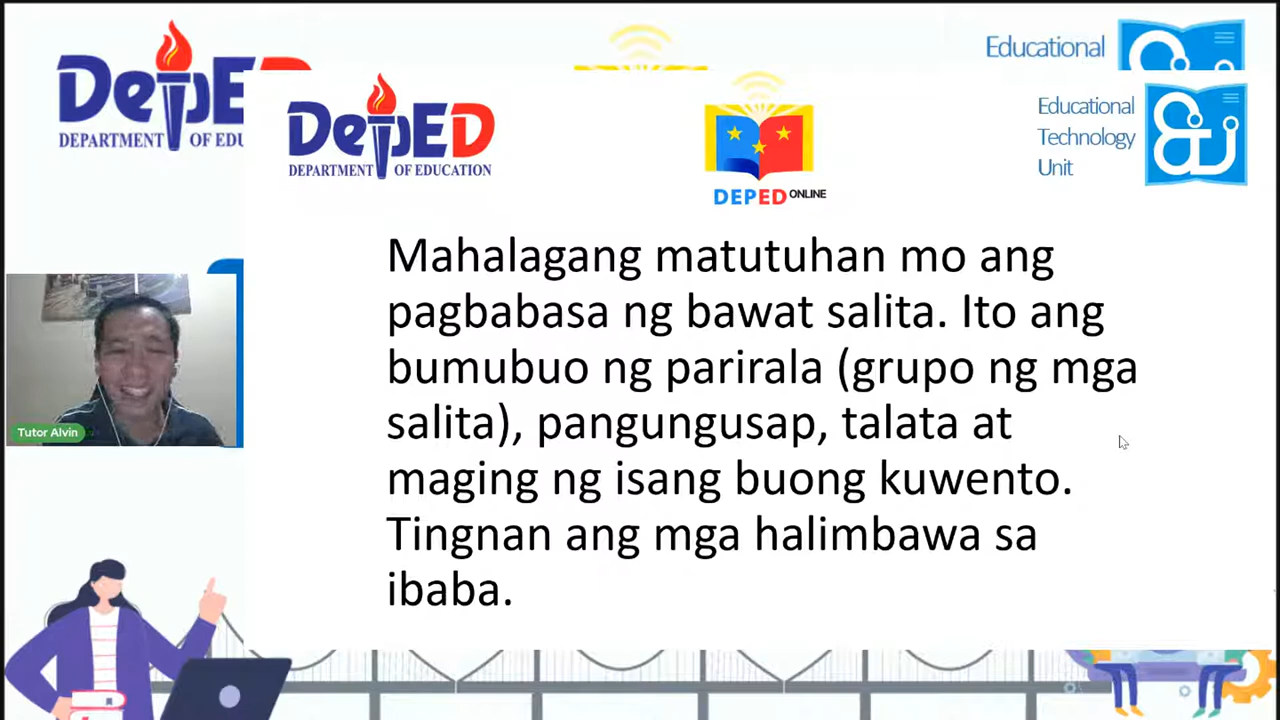 DepED
DEPARTMENT OF EDU
Educational
DepED
DEPARTMENT OF EDUCATION
DEPED ONLINE
Educational
Technology
Unit
Mahalagang matutuhan mo ang
pagbabasa ng bawat salita. Ito ang
bumubuo ng parirala (grupo ng mga
salita), pangungusap, talata at
maging ng isang buong kuwento.
Tingnan ang mga halimbawa sa
ibaba.
Tutor Alvin